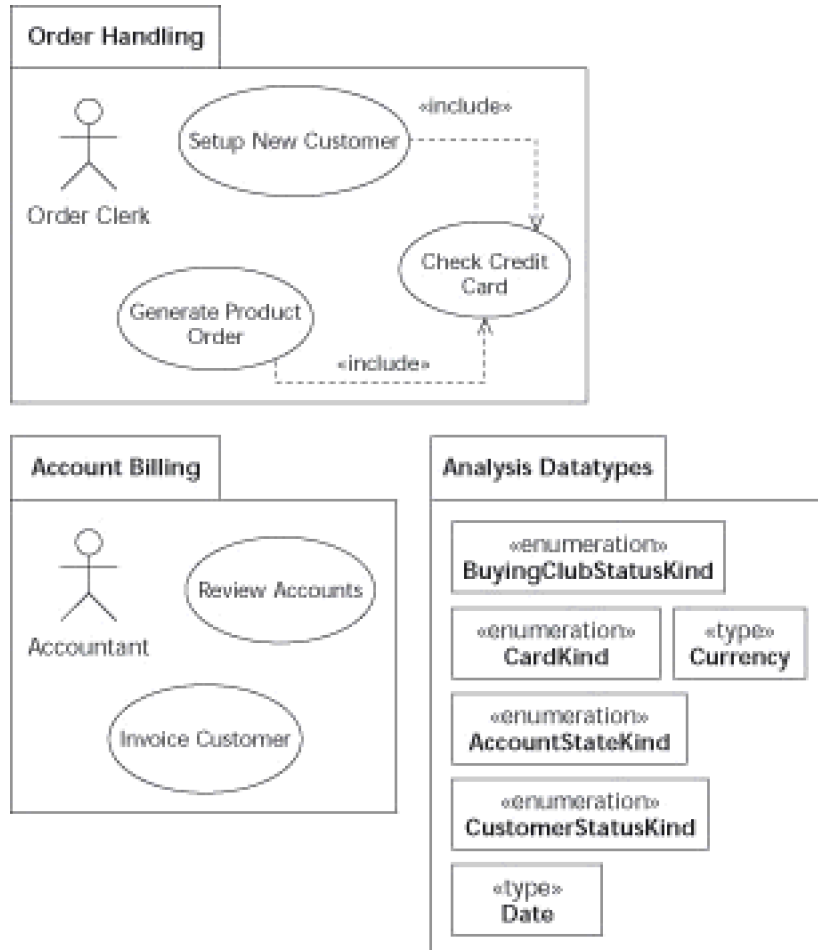 Order Handling
«include»
Setup New Customer
Order Clerk
Check Credit
Card
Generate Product
Order
«include»
Account Billing
Review Accounts
Accountant
Invoice Customer
Analysis Datatypes
«enumeration»
BuyingClubStatusKind
«enumeration»
CardKind
«type»
Currency
«enumeration»
AccountStateKind
«enumeration»
CustomerStatusKind
«type»
Date